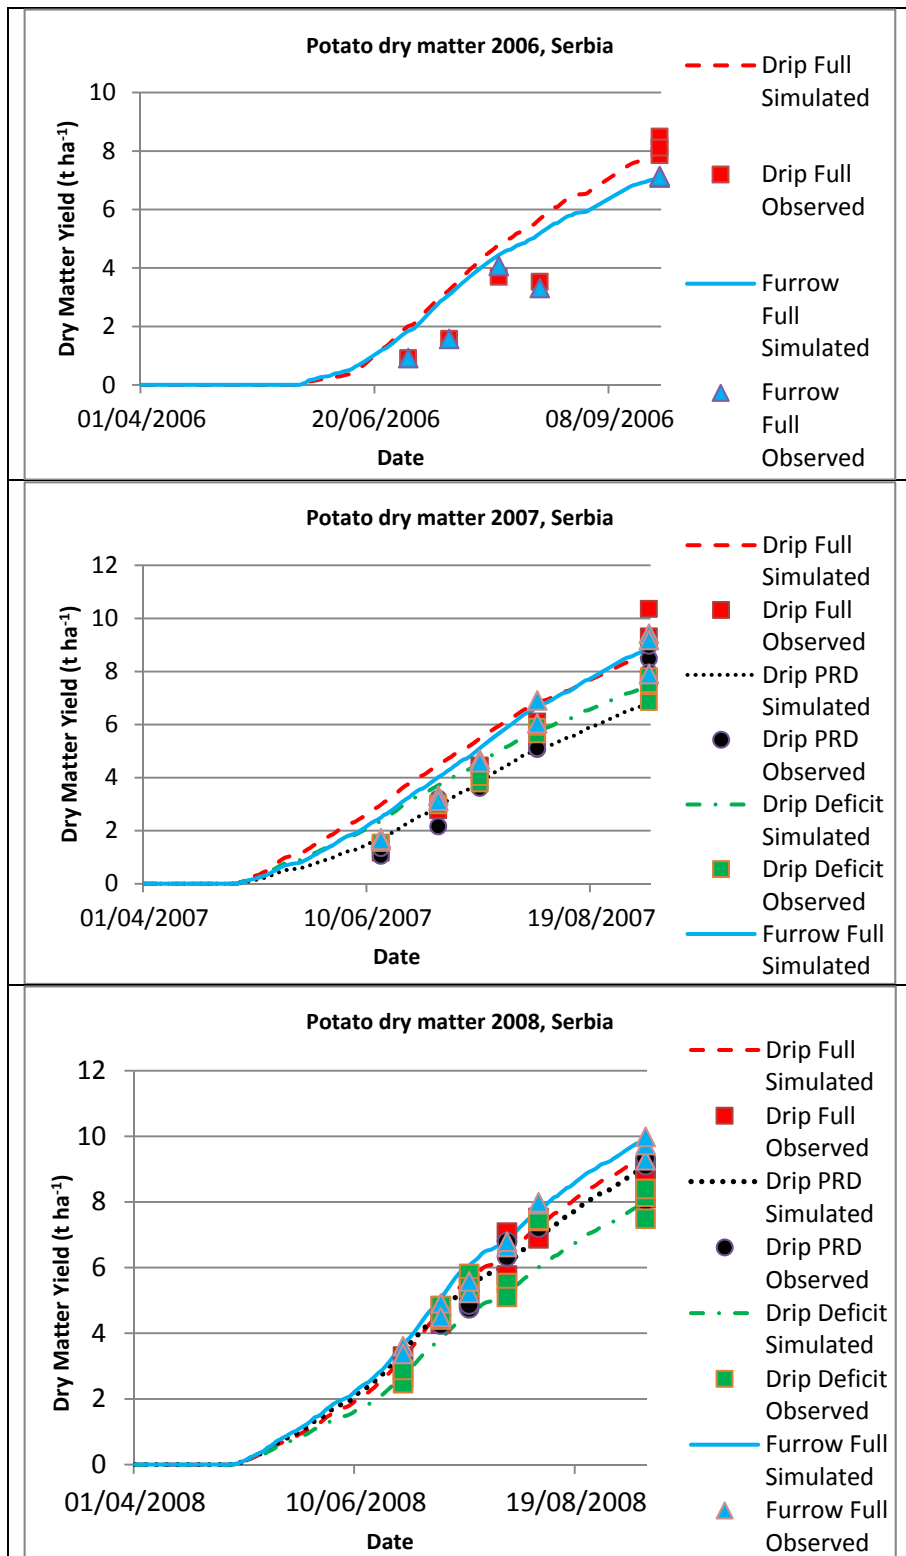 Potato dry matter 2006, Serbia
Dry Matter Yield (t ha-1)
10
8
6
4
2
0
01/04/2006
20/06/2006
08/09/2006
Date
Drip Full
Simulated
Drip Full
Observed
Furrow
Full
Simulated
Furrow
Full
Observed
Potato dry matter 2007, Serbia
Dry Matter Yield (t ha-1)
12
10
8
6
4
2
0
01/04/2007
10/06/2007
19/08/2007
Date
Drip Full
Simulated
Drip Full
Observed
Drip PRD
Simulated
Drip PRD
Observed
Drip Deficit
Simulated
Drip Deficit
Observed
Furrow Full
Simulated
Potato dry matter 2008, Serbia
Dry Matter Yield (t ha-1)
12
10
8
6
4
2
0
01/04/2008
10/06/2008
19/08/2008
Date
Drip Full
Simulated
Drip Full
Observed
Drip PRD
Simulated
Drip PRD
Observed
Drip Deficit
Simulated
Drip Deficit
Observed
Furrow Full
Simulated
Furrow Full
Observed